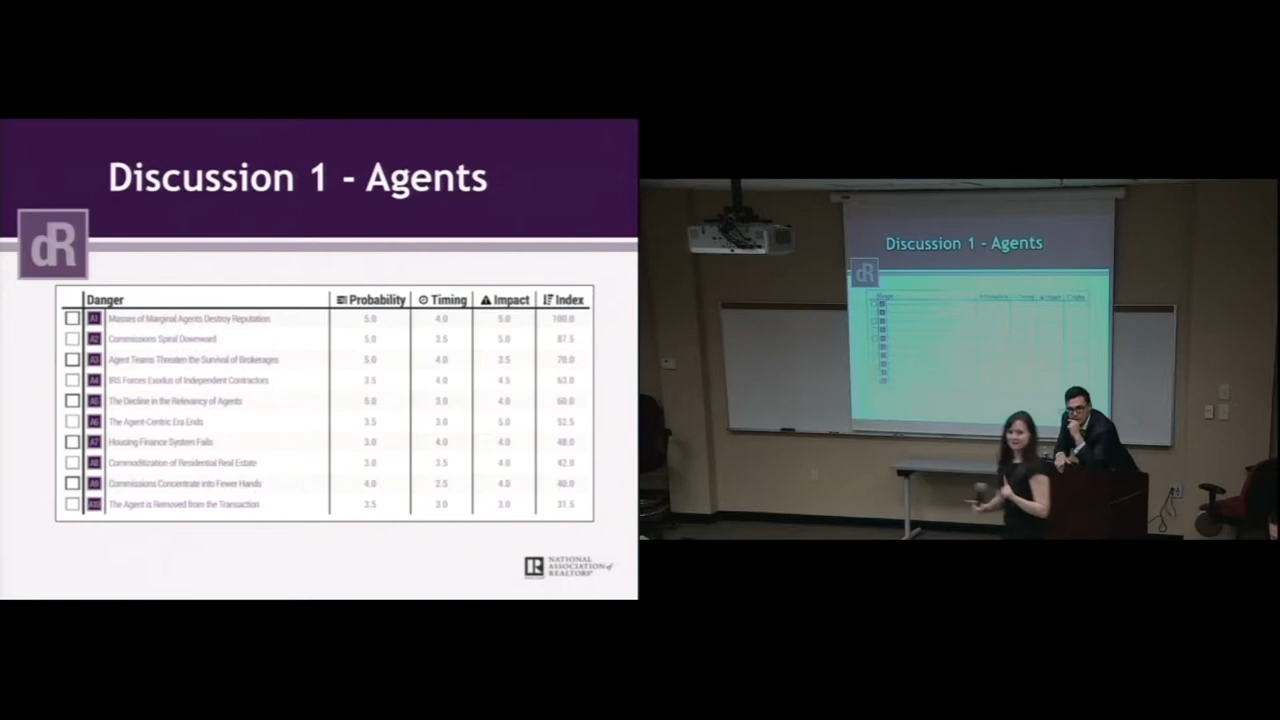 Discussion 1 - Agents
dR
Danger Probability Timing Impact Index
A1 Masses of Marginal Agents Destroy Reputation 5.0 4.0 5.0 100.0
A2 Commissions Spiral Downward 5.0 3.5 5.0 87.5
A3 Agent Teams Threaten the Survival of Brokerages 5.0 4.0 3.5 70.0
A4 IRS Forces Exodus of Independent Contractors 3.5 4.0 4.5 63.0
A5 The Decline in the Relevancy of Agents 5.0 3.0 4.0 60.0
A6 The Agent-Centric Era Ends 3.5 3.0 5.0 52.5
A7 Housing Finance System Fails 3.0 4.0 4.0 48.0
A8 Commoditization of Residential Real Estate 3.0 3.5 4.0 42.0
A9 Commissions Concentrate into Fewer Hands 4.0 2.5 4.0 40.0
A10 The Agent is Removed from the Transaction 3.5 3.0 3.0 31.5
NATIONAL
ASSOCIATION of
REALTORS®
Discussion 1 - Agents
dR